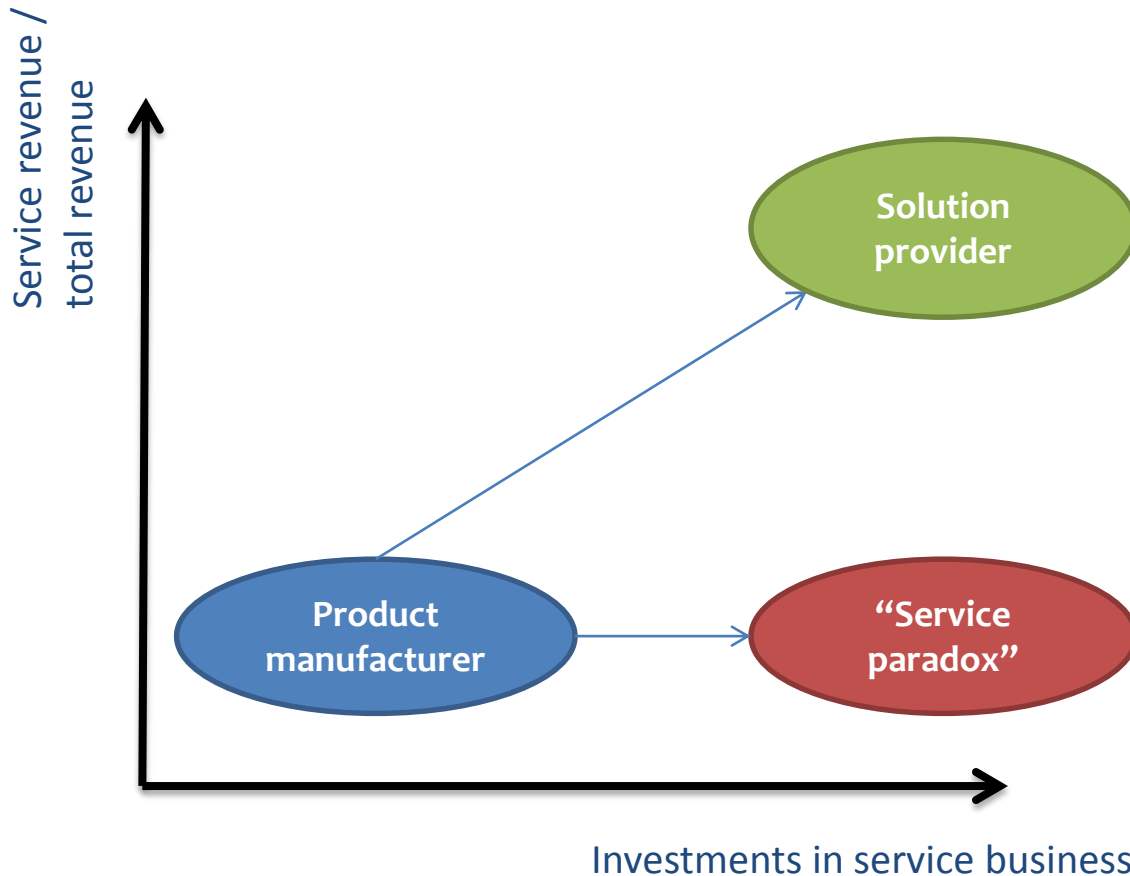 Service revenue /
total revenue
Solution
provider
Product
manufacturer
“Service
paradox”
Investments in service business